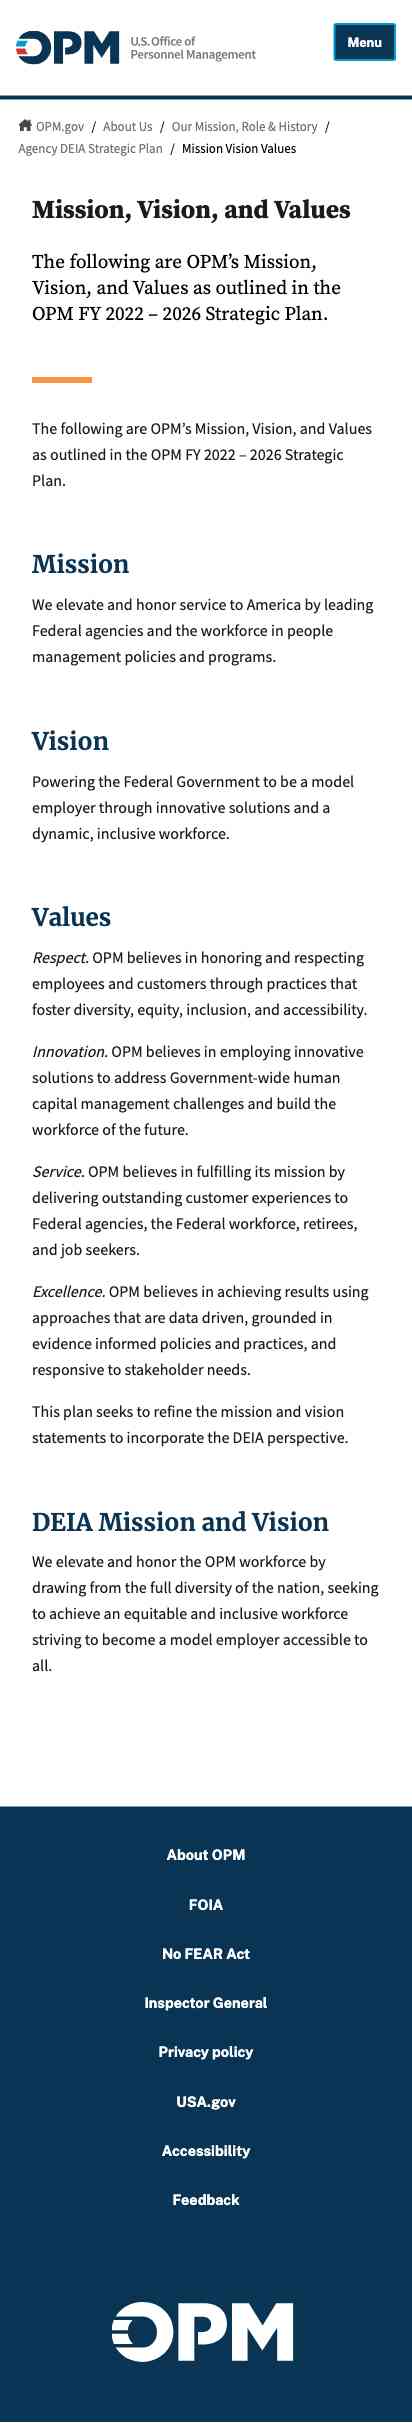 OPM U.S. Office of
Personnel Management
Menu
OPM.gov / About Us / Our Mission, Role & History /
Agency DEIA Strategic Plan / Mission Vision Values
Mission, Vision, and Values
The following are OPM’s Mission,
Vision, and Values as outlined in the
OPM FY 2022 – 2026 Strategic Plan.
The following are OPM’s Mission, Vision, and Values
as outlined in the OPM FY 2022 – 2026 Strategic
Plan.
Mission
We elevate and honor service to America by leading
Federal agencies and the workforce in people
management policies and programs.
Vision
Powering the Federal Government to be a model
employer through innovative solutions and a
dynamic, inclusive workforce.
Values
Respect. OPM believes in honoring and respecting
employees and customers through practices that
foster diversity, equity, inclusion, and accessibility.
Innovation. OPM believes in employing innovative
solutions to address Government-wide human
capital management challenges and build the
workforce of the future.
Service. OPM believes in fulfilling its mission by
delivering outstanding customer experiences to
Federal agencies, the Federal workforce, retirees,
and job seekers.
Excellence. OPM believes in achieving results using
approaches that are data driven, grounded in
evidence informed policies and practices, and
responsive to stakeholder needs.
This plan seeks to refine the mission and vision
statements to incorporate the DEIA perspective.
DEIA Mission and Vision
We elevate and honor the OPM workforce by
drawing from the full diversity of the nation, seeking
to achieve an equitable and inclusive workforce
striving to become a model employer accessible to
all.
About OPM
FOIA
No FEAR Act
Inspector General
Privacy policy
USA.gov
Accessibility
Feedback
OPM